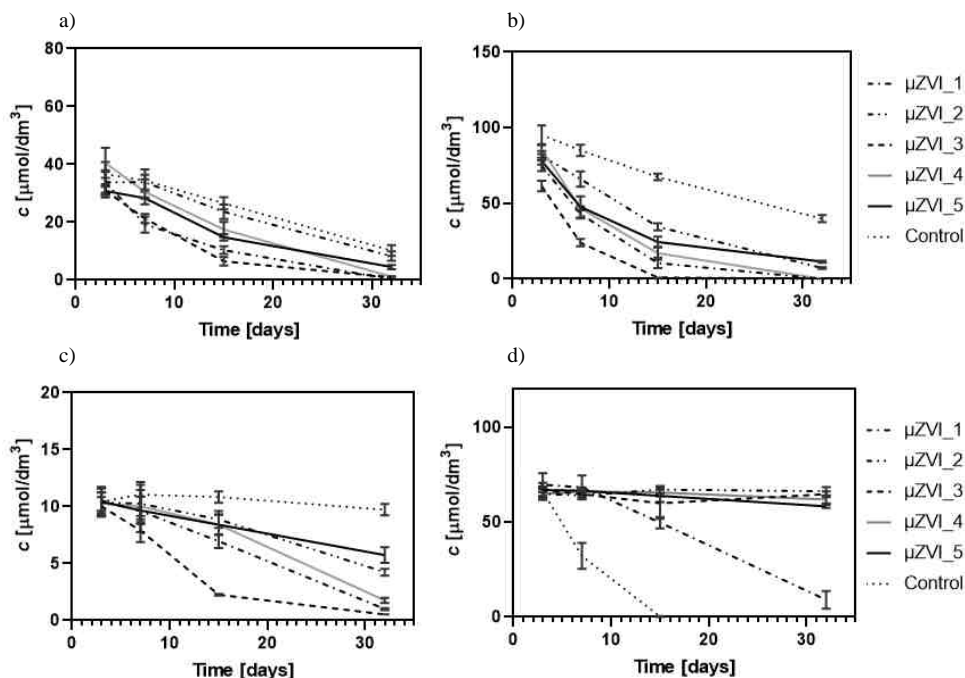 a)
80
60
40
20
0
c [µmol/dm³]
0 10 20 30
Time [days]
b)
150
100
50
0
c [µmol/dm³]
0 10 20 30
Time [days]
µZVI_1
µZVI_2
µZVI_3
µZVI_4
µZVI_5
Control
c)
20
15
10
5
0
c [µmol/dm³]
0 10 20 30
Time [days]
d)
100
50
0
c [µmol/dm³]
0 10 20 30
Time [days]
µZVI_1
µZVI_2
µZVI_3
µZVI_4
µZVI_5
Control